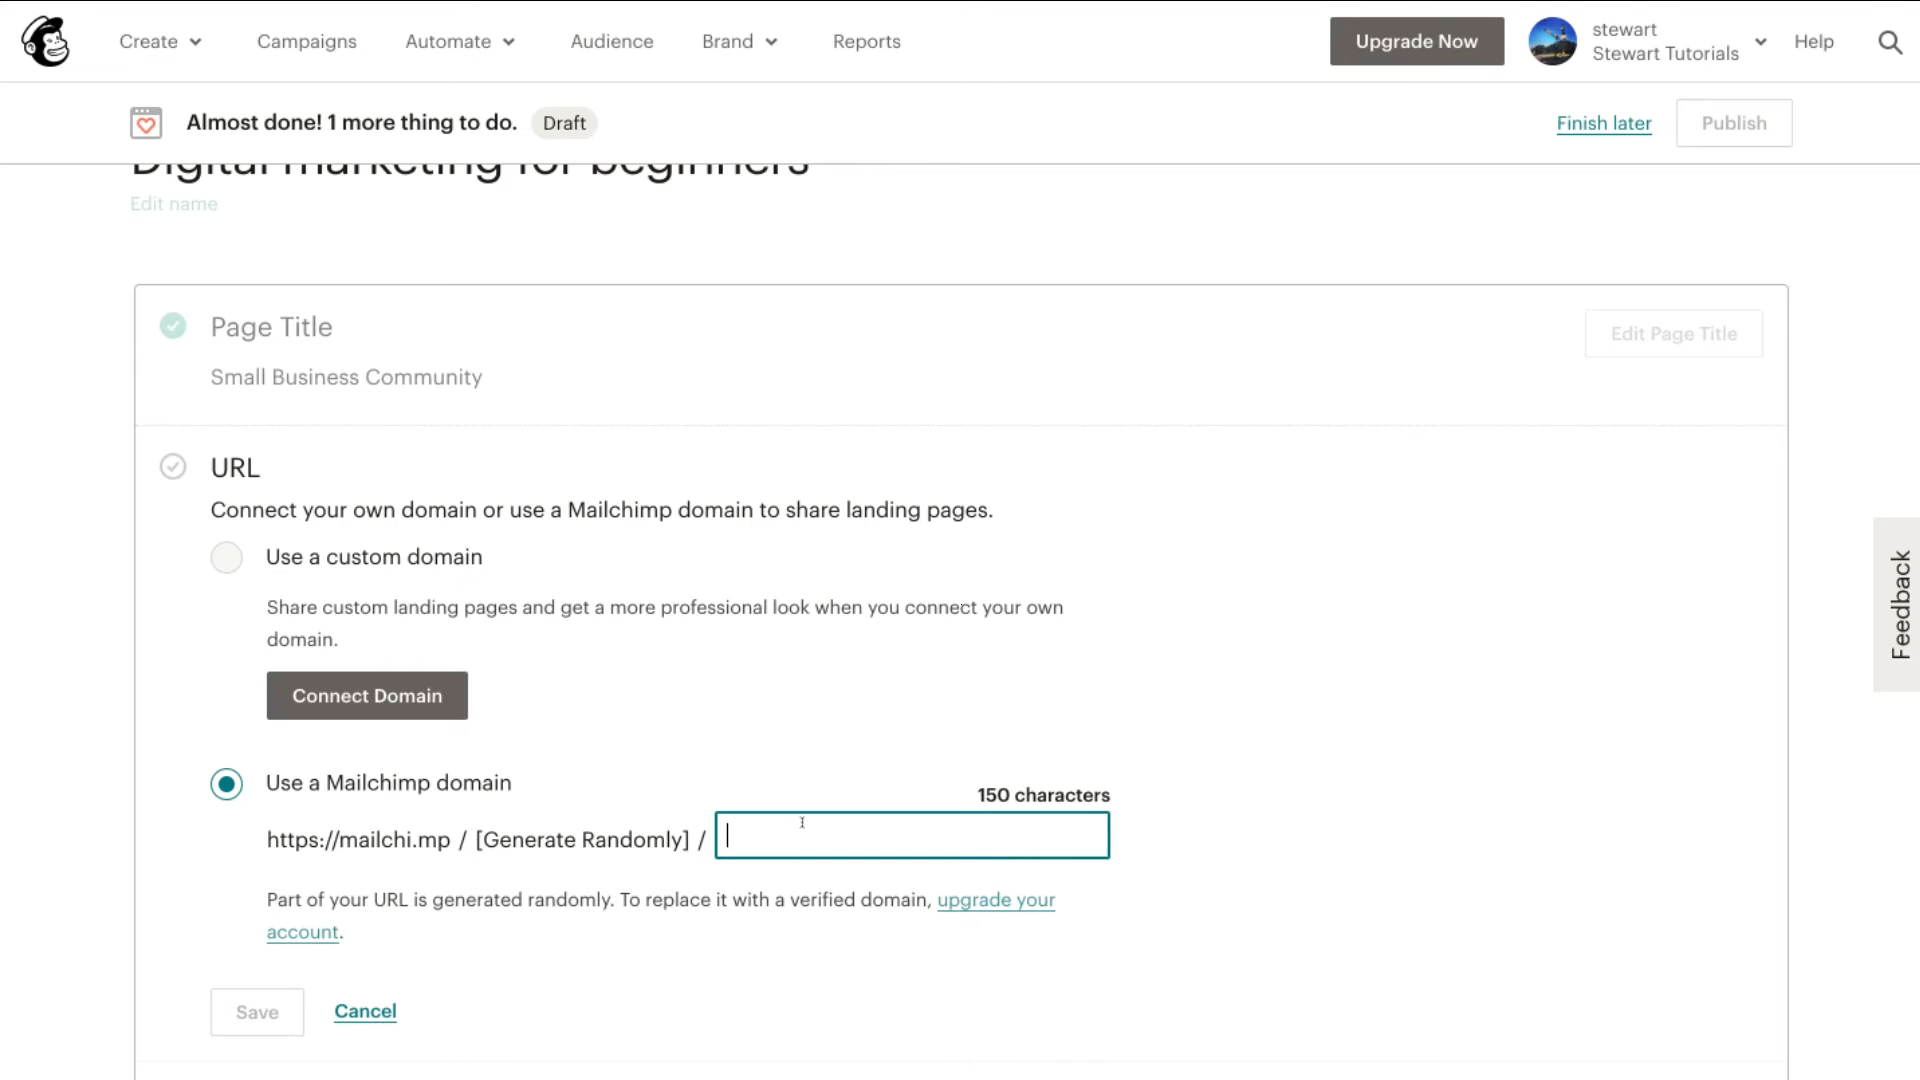 Create
Campaigns
Automate
Audience
Brand
Reports
Upgrade Now
stewart
Stewart Tutorials
Help
Almost done! 1 more thing to do.
Draft
Finish later
Publish
Digital marketing for beginners
Edit name
Page Title
Edit Page Title
Small Business Community
URL
Connect your own domain or use a Mailchimp domain to share landing pages.
Use a custom domain
Share custom landing pages and get a more professional look when you connect your own
domain.
Connect Domain
Use a Mailchimp domain
150 characters
https://mailchi.mp / [Generate Randomly] /
Part of your URL is generated randomly. To replace it with a verified domain, upgrade your
account.
Save
Cancel
Feedback